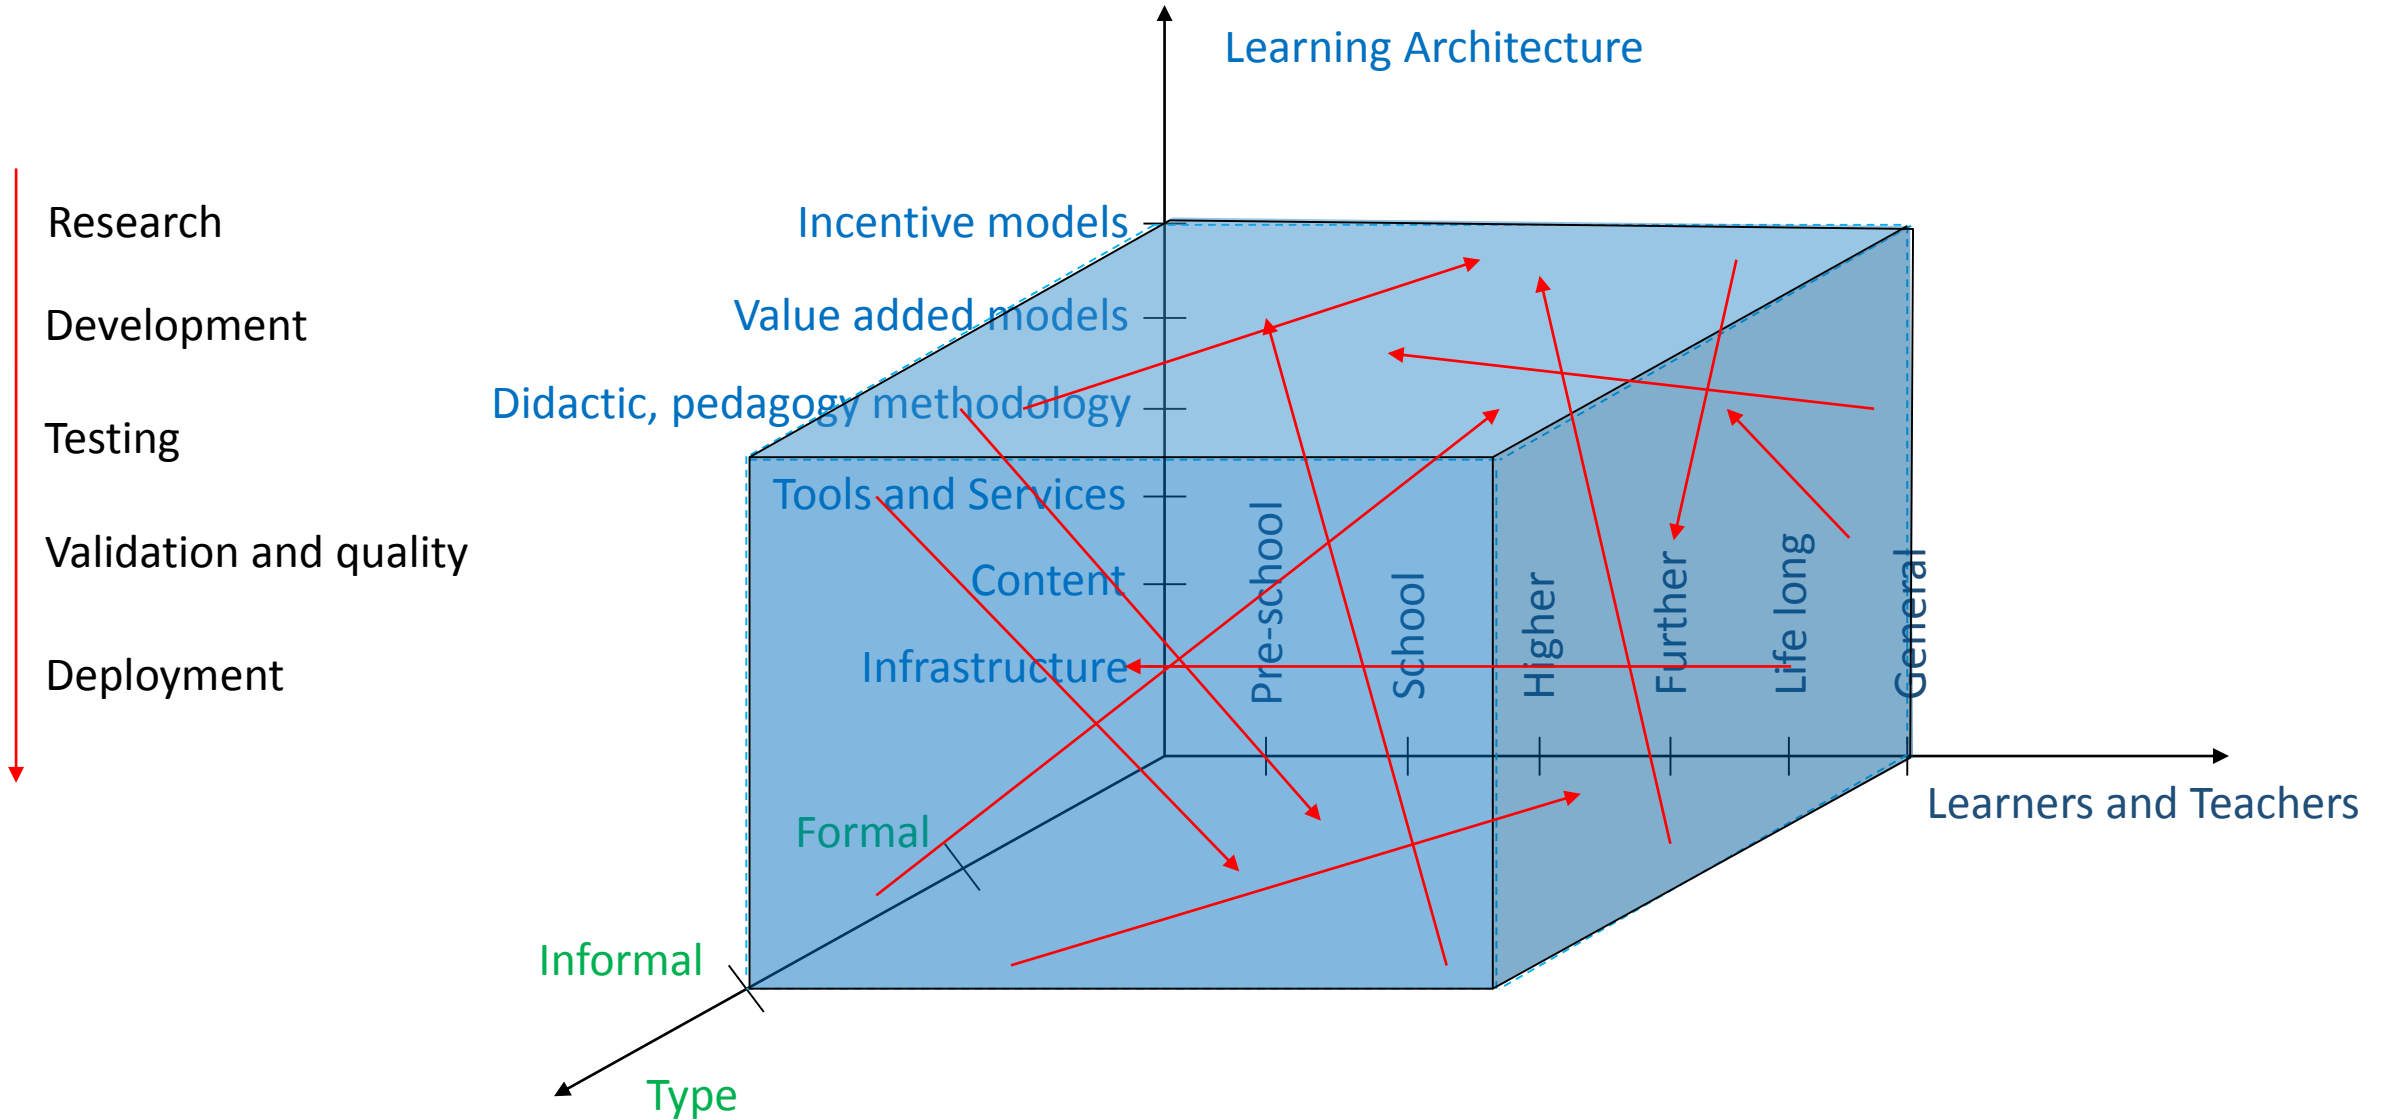 Learning Architecture
Research
Development
Testing
Validation and quality
Deployment
Incentive models
Value added models
Didactic, pedagogy methodology
Tools and Services
Content
Infrastructure
Pre-school
School
Higher
Further
Life long
General
Learners and Teachers
Formal
Informal
Type